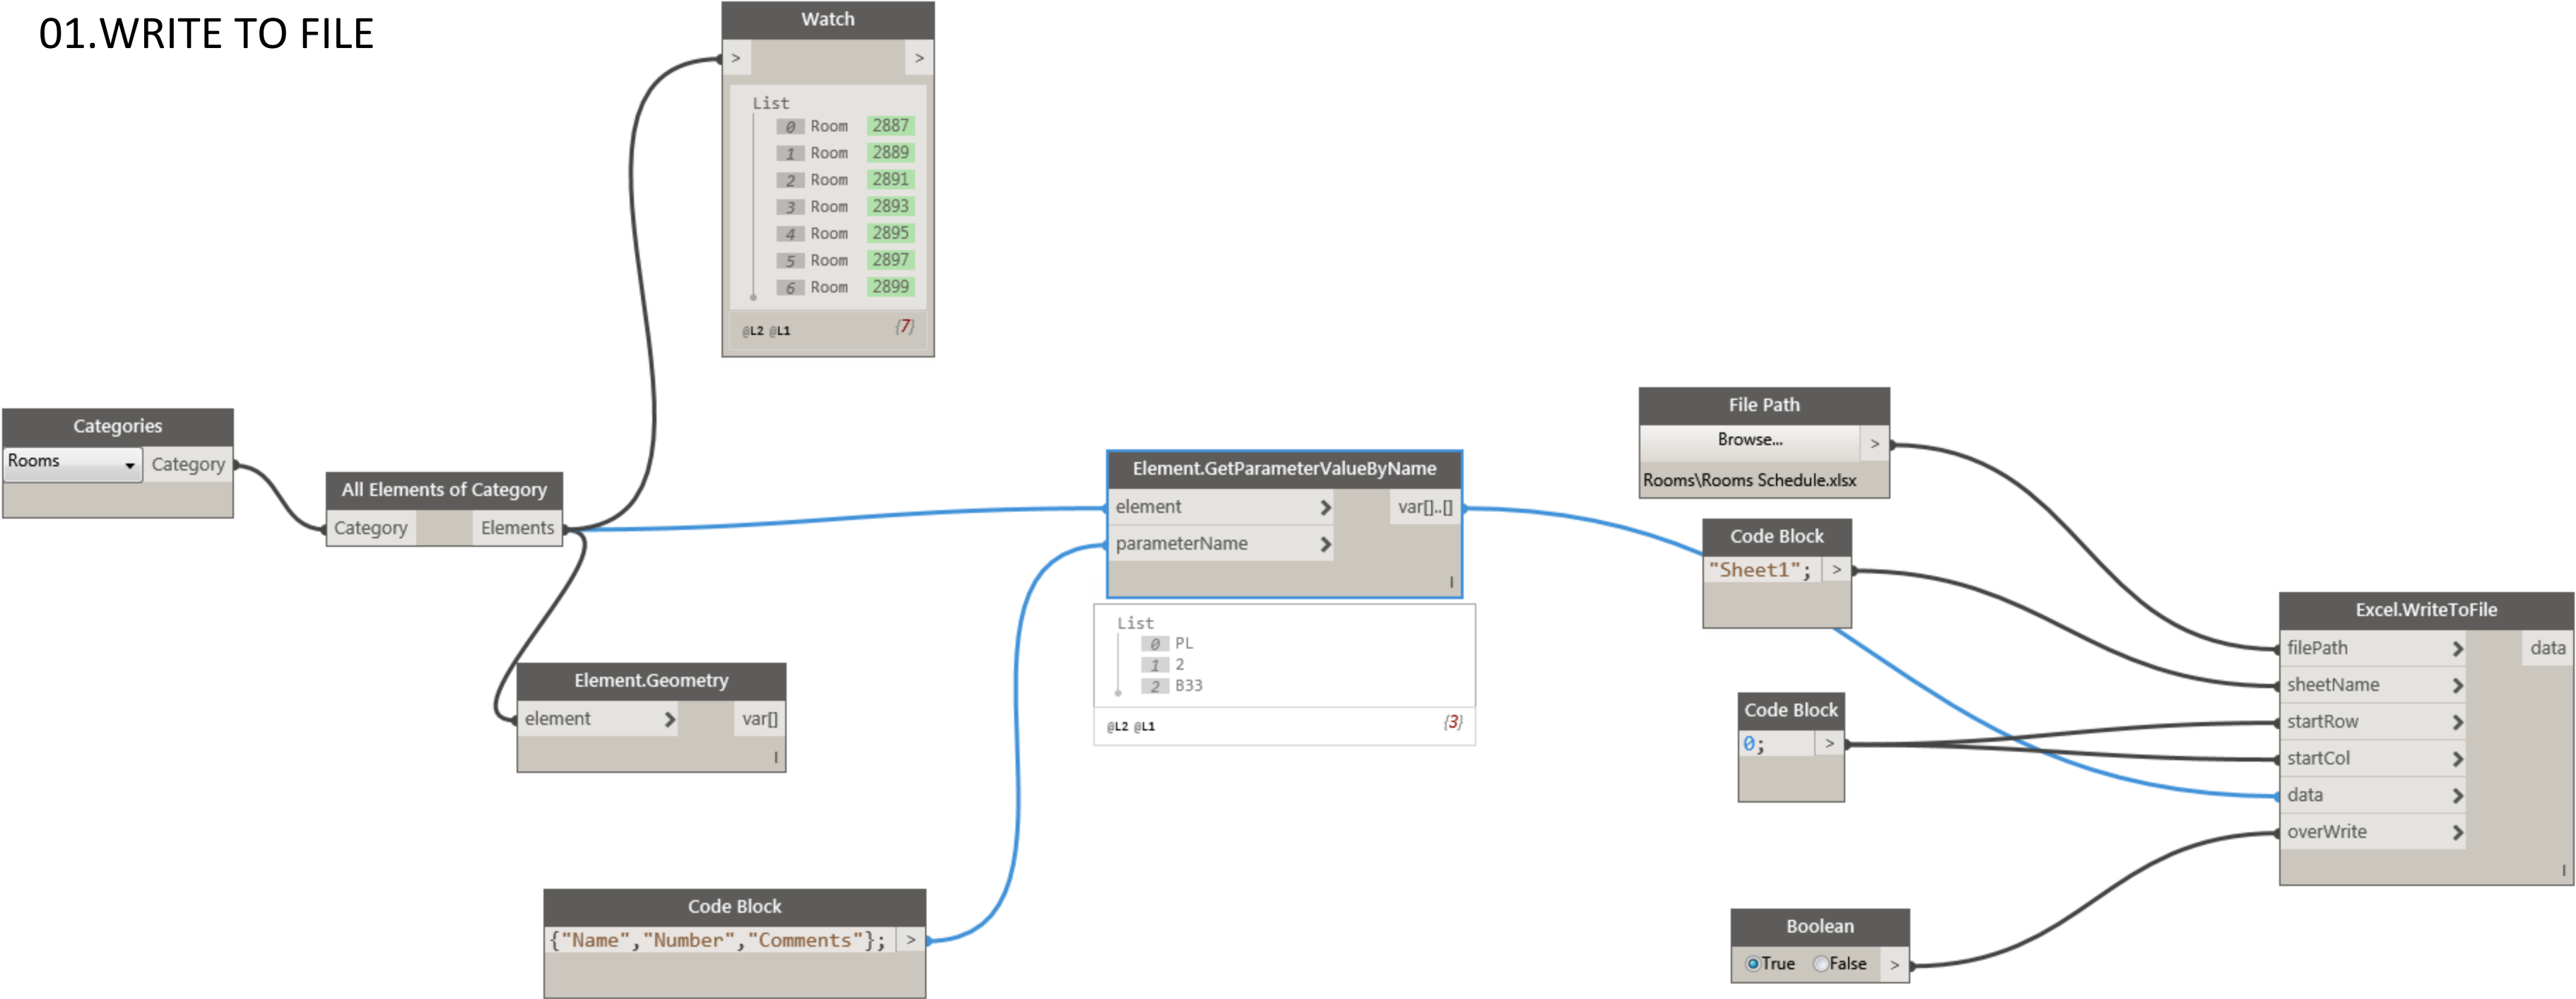 01.WRITE TO FILE
Watch
> >
List
0 Room 2887
1 Room 2889
2 Room 2891
3 Room 2893
4 Room 2895
5 Room 2897
6 Room 2899
@L2 @L1 {7}
Categories
Rooms Category
All Elements of Category
Category Elements
Element.Geometry
element > var[]
l
Code Block
{"Name","Number","Comments"}; >
Element.GetParameterValueByName
element > var[]..[]
parameterName >
l
List
0 PL
1 2
2 B33
@L2 @L1 {3}
File Path
Browse... >
Rooms\Rooms Schedule.xlsx
Code Block
"Sheet1"; >
Code Block
0; >
Boolean
True False >
Excel.WriteToFile
filePath > data
sheetName >
startRow >
startCol >
data >
overWrite >
l